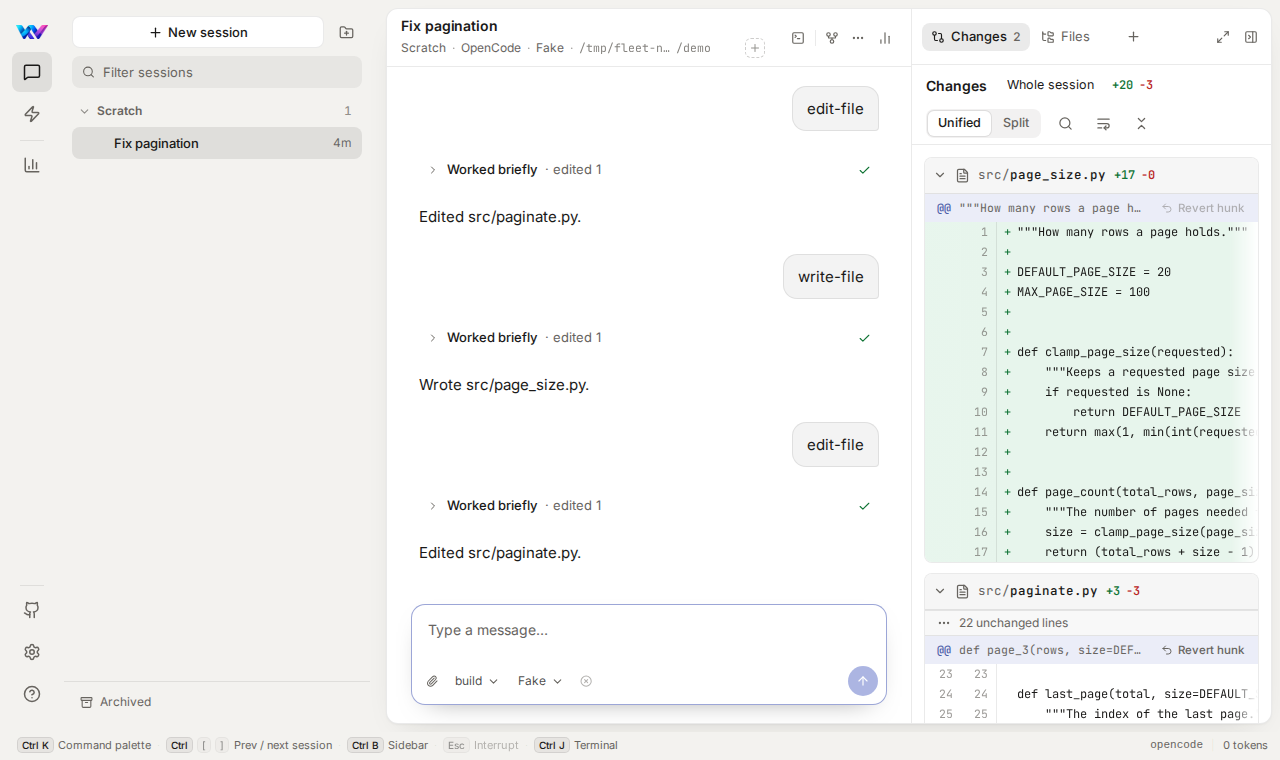 New session
Filter sessions
Scratch 1
Fix pagination 4m
Archived
Fix pagination
Scratch · OpenCode · Fake · /tmp/fleet-n… /demo
edit-file
Worked briefly · edited 1
Edited src/paginate.py.
write-file
Worked briefly · edited 1
Wrote src/page_size.py.
edit-file
Worked briefly · edited 1
Edited src/paginate.py.
Type a message...
build Fake
Changes 2 Files
Changes Whole session +20 -3
Unified Split
src/page_size.py +17 -0
@@ """How many rows a page h… Revert hunk
1 + """How many rows a page holds."""
2 +
3 + DEFAULT_PAGE_SIZE = 20
4 + MAX_PAGE_SIZE = 100
5 +
6 +
7 + def clamp_page_size(requested):
8 + """Keeps a requested page size
9 + if requested is None:
10 + return DEFAULT_PAGE_SIZE
11 + return max(1, min(int(requeste
12 +
13 +
14 + def page_count(total_rows, page_si
15 + """The number of pages needed
16 + size = clamp_page_size(page_si
17 + return (total_rows + size - 1)
src/paginate.py +3 -3
22 unchanged lines
@@ def page_3(rows, size=DEF… Revert hunk
23 23
24 24 def last_page(total, size=DEFAULT_
25 25 """The index of the last page.
Ctrl K Command palette Ctrl [ ] Prev / next session Ctrl B Sidebar Esc Interrupt Ctrl J Terminal
opencode 0 tokens